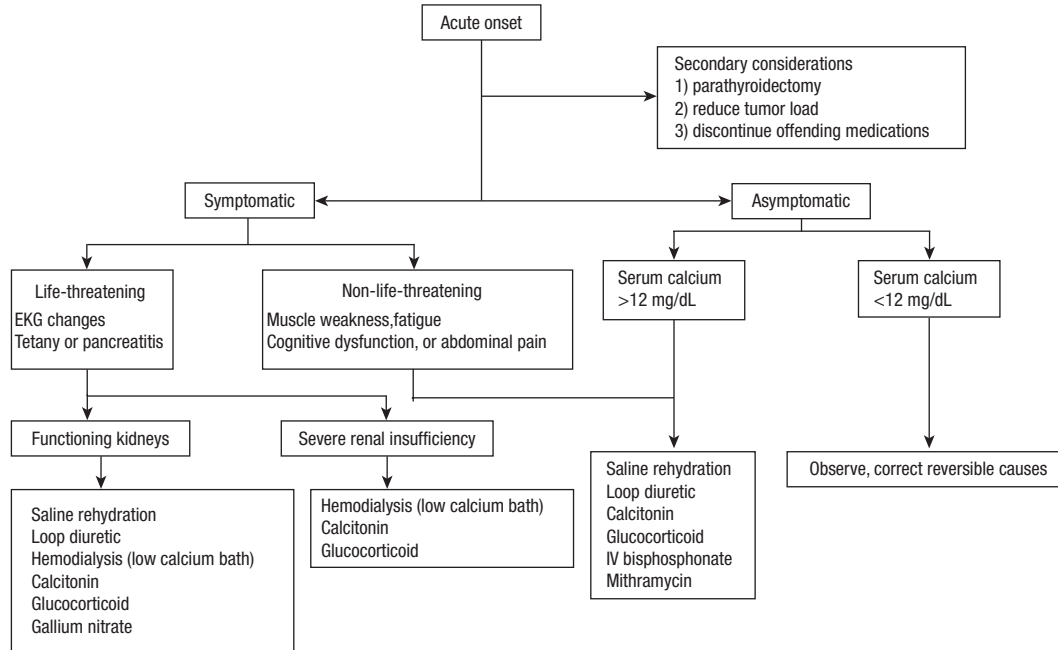 Acute onset
Secondary considerations
1) parathyroidectomy
2) reduce tumor load
3) discontinue offending medications
Symptomatic
Asymptomatic
Life-threatening
EKG changes
Tetany or pancreatitis
Non-life-threatening
Muscle weakness,fatigue
Cognitive dysfunction, or abdominal pain
Serum calcium
>12 mg/dL
Serum calcium
<12 mg/dL
Functioning kidneys
Severe renal insufficiency
Saline rehydration
Loop diuretic
Hemodialysis (low calcium bath)
Calcitonin
Glucocorticoid
Gallium nitrate
Hemodialysis (low calcium bath)
Calcitonin
Glucocorticoid
Saline rehydration
Loop diuretic
Calcitonin
Glucocorticoid
IV bisphosphonate
Mithramycin
Observe, correct reversible causes